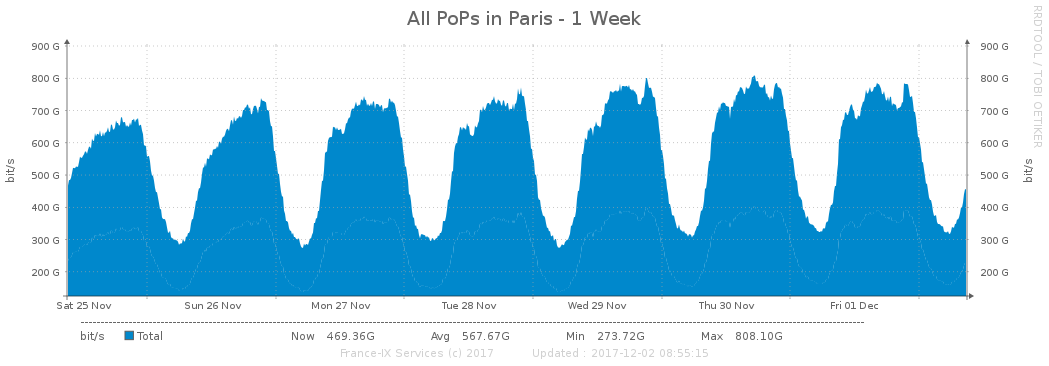 All PoPs in Paris - 1 Week
RRDTOOL / TOBI OETIKER
bit/s
900 G
800 G
700 G
600 G
500 G
400 G
300 G
200 G
900 G
800 G
700 G
600 G
500 G
400 G
300 G
200 G
bit/s
Sat 25 Nov Sun 26 Nov Mon 27 Nov Tue 28 Nov Wed 29 Nov Thu 30 Nov Fri 01 Dec
bit/s Total Now 469.36G Avg 567.67G Min 273.72G Max 808.10G
France-IX Services (c) 2017 Updated : 2017-12-02 08:55:15